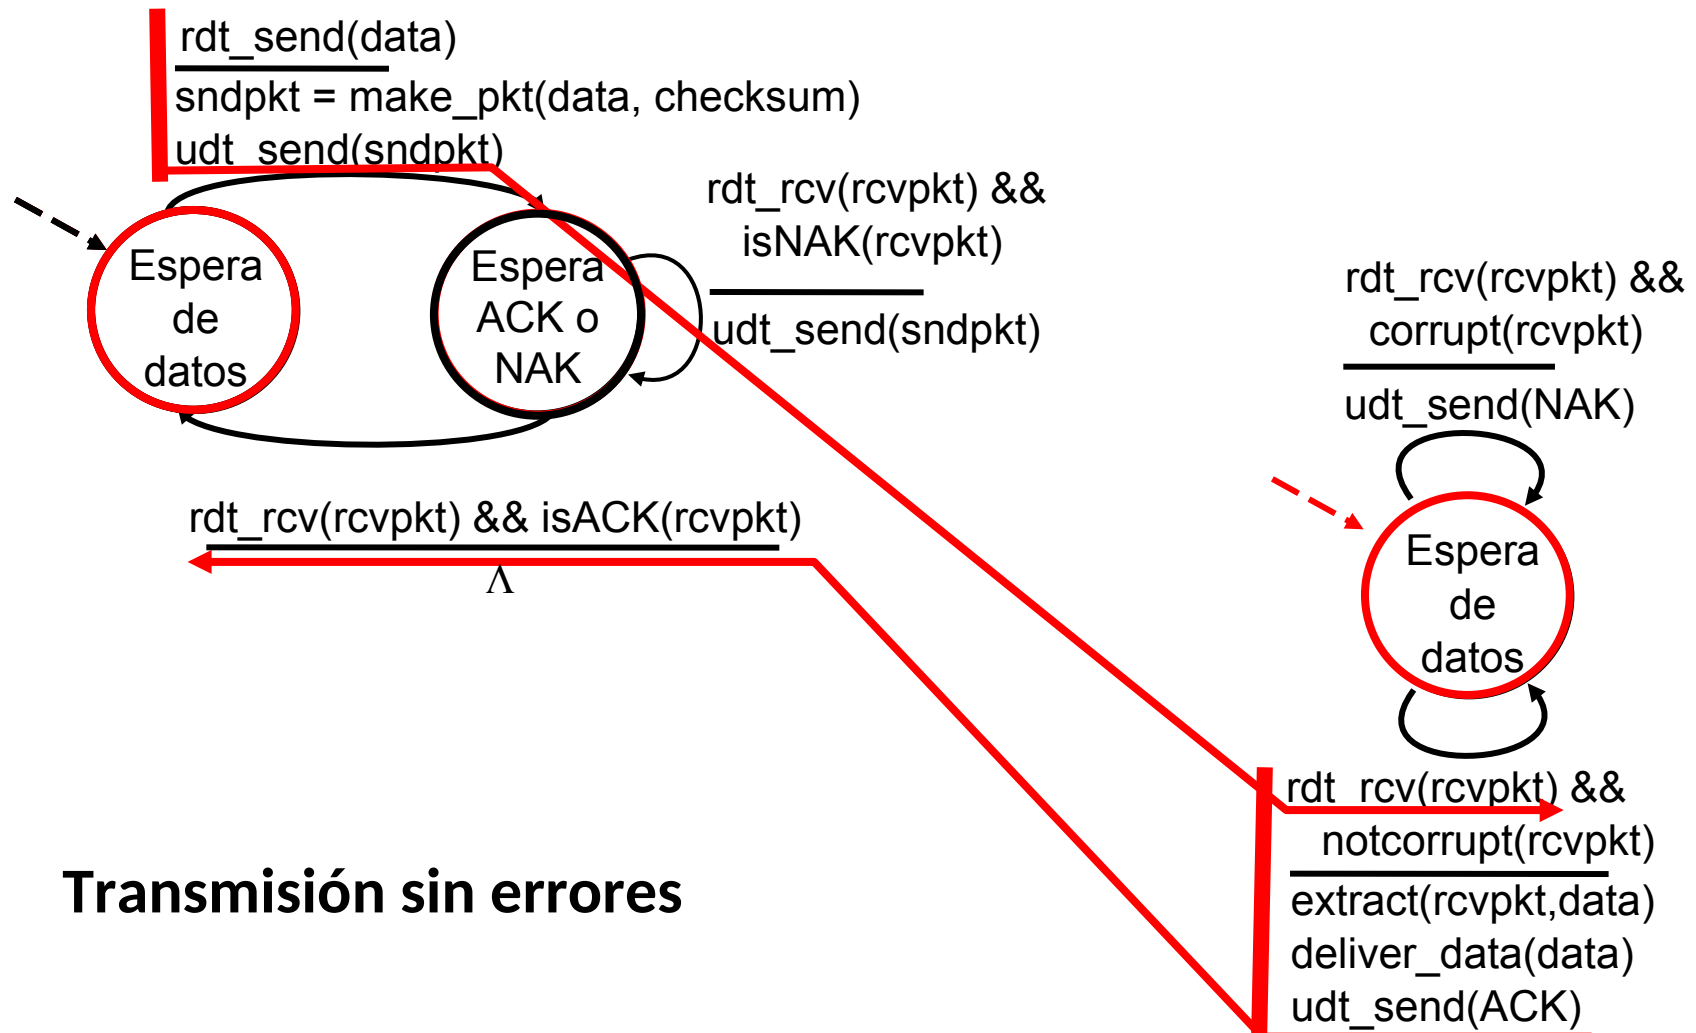 rdt_send(data)
sndpkt = make_pkt(data, checksum)
udt_send(sndpkt)
Espera
de
datos
Espera
ACK o
NAK
rdt_rcv(rcvpkt) &&
isNAK(rcvpkt)
udt_send(sndpkt)
rdt_rcv(rcvpkt) && isACK(rcvpkt)
Λ
rdt_rcv(rcvpkt) &&
corrupt(rcvpkt)
udt_send(NAK)
Espera
de
datos
rdt_rcv(rcvpkt) &&
notcorrupt(rcvpkt)
extract(rcvpkt,data)
deliver_data(data)
udt_send(ACK)
Transmisión sin errores